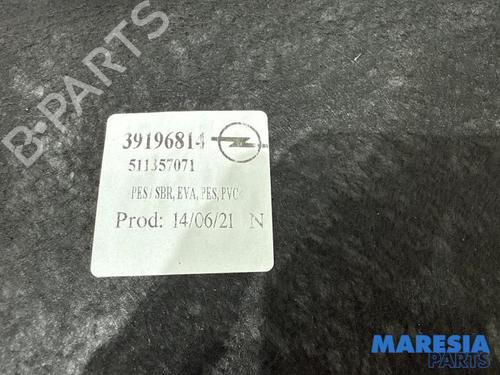 B-PARTS
39196814
511357071
PES / SBR, EVA, PES, PVC
Prod: 14/06/21 N
MARESIA
PARTS